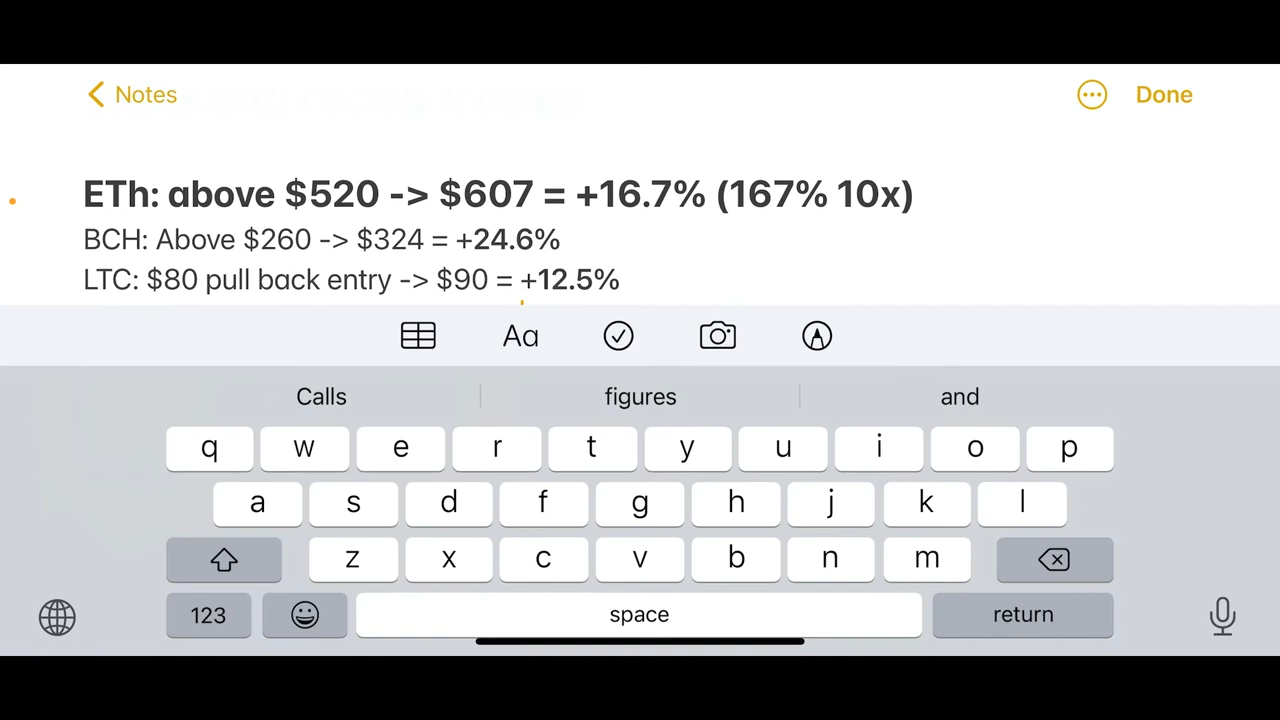 Notes
Done
ETh: above $520 -> $607 = +16.7% (167% 10x)
BCH: Above $260 -> $324 = +24.6%
LTC: $80 pull back entry -> $90 = +12.5%
Aa
Calls figures and
q w e r t y u i o p
a s d f g h j k l
z x c v b n m
123 space return